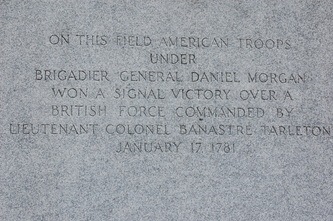 ON THIS FIELD AMERICAN TROOPS
UNDER
BRIGADIER GENERAL DANIEL MORGAN
WON A SIGNAL VICTORY OVER A
BRITISH FORCE COMMANDED BY
LIEUTENANT COLONEL BANASTRE TARLETON
JANUARY 17 1781